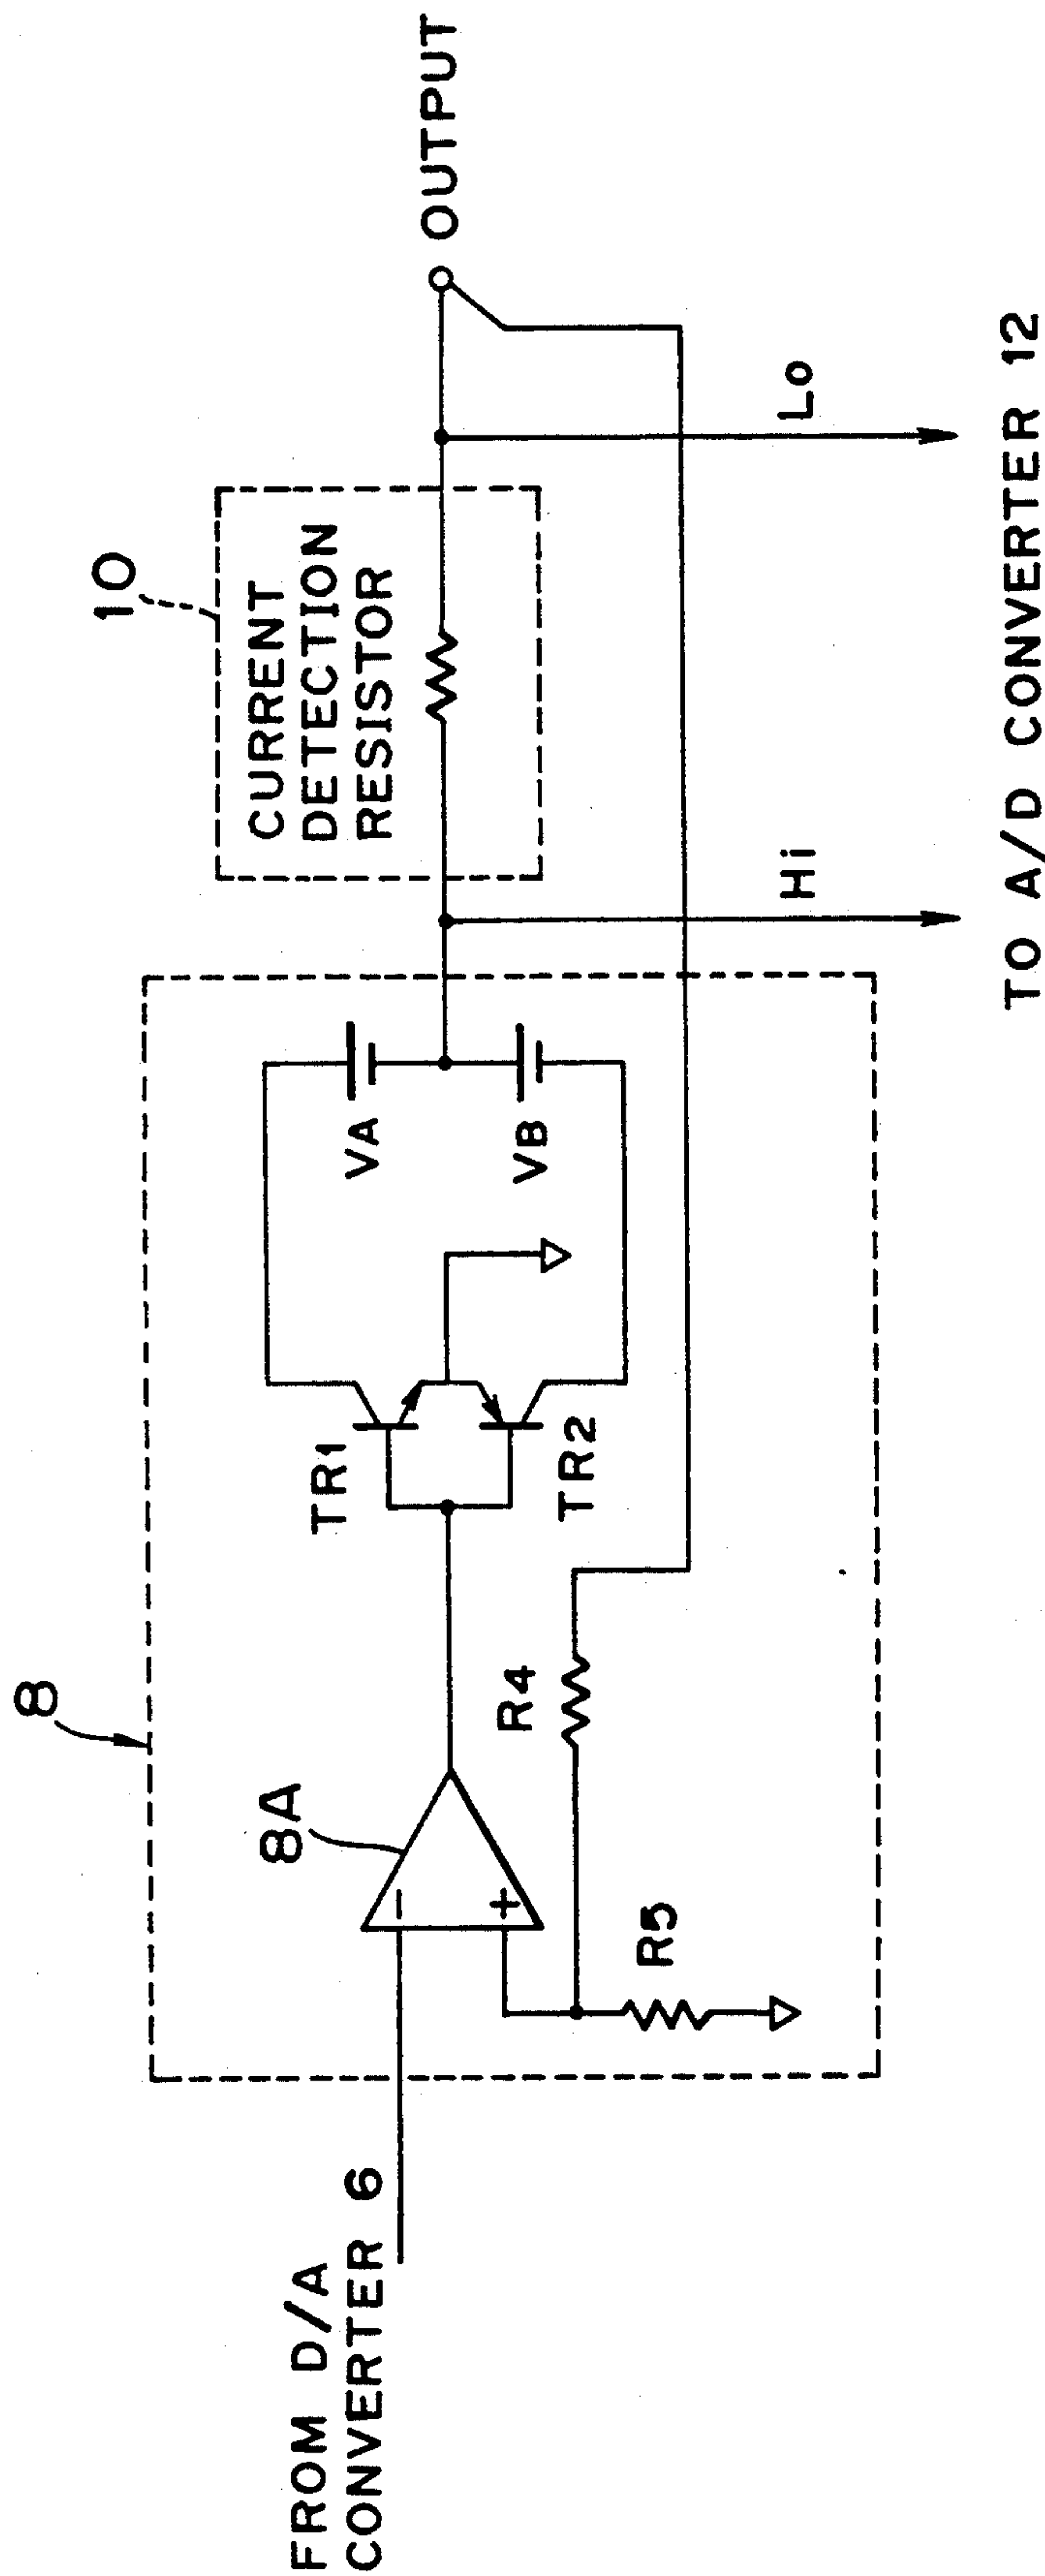 FROM D/A
CONVERTER 6
8
8A
−
+
R4
R5
TR1
TR2
VA
VB
10
CURRENT
DETECTION
RESISTOR
OUTPUT
Hi
Lo
TO A/D CONVERTER 12